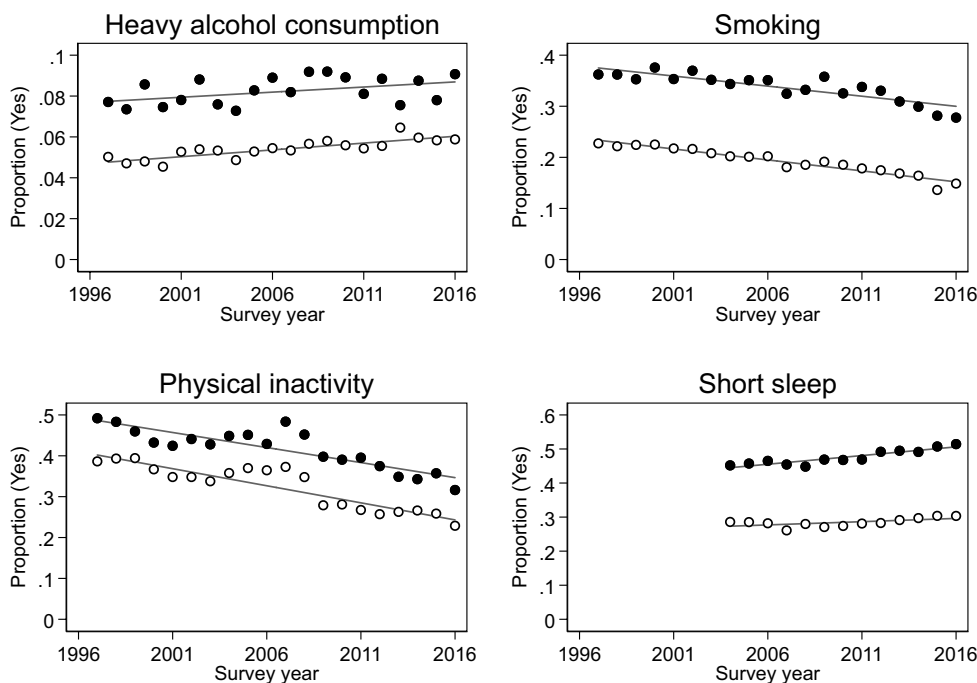 Heavy alcohol consumption
Proportion (Yes)
.1
.08
.06
.04
.02
0
1996 2001 2006 2011 2016
Survey year
Smoking
Proportion (Yes)
.4
.3
.2
.1
0
1996 2001 2006 2011 2016
Survey year
Physical inactivity
Proportion (Yes)
.5
.4
.3
.2
.1
0
1996 2001 2006 2011 2016
Survey year
Short sleep
Proportion (Yes)
.6
.5
.4
.3
.2
.1
0
1996 2001 2006 2011 2016
Survey year